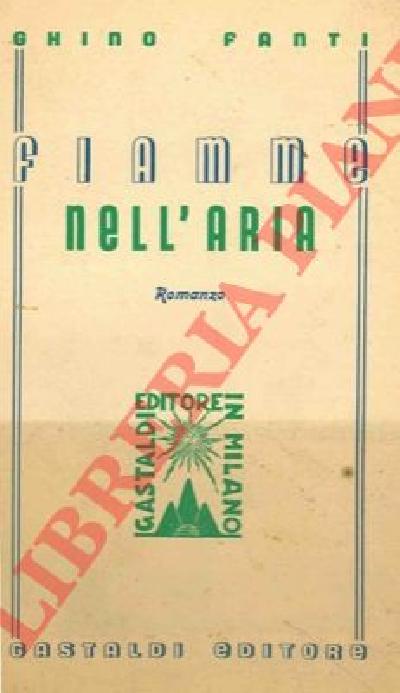 GHINO FANTI
FIAMME
NELL'ARIA
Romanzo
GASTALDI EDITORE IN MILANO
GASTALDI EDITORE
LIBRERIA PIANI